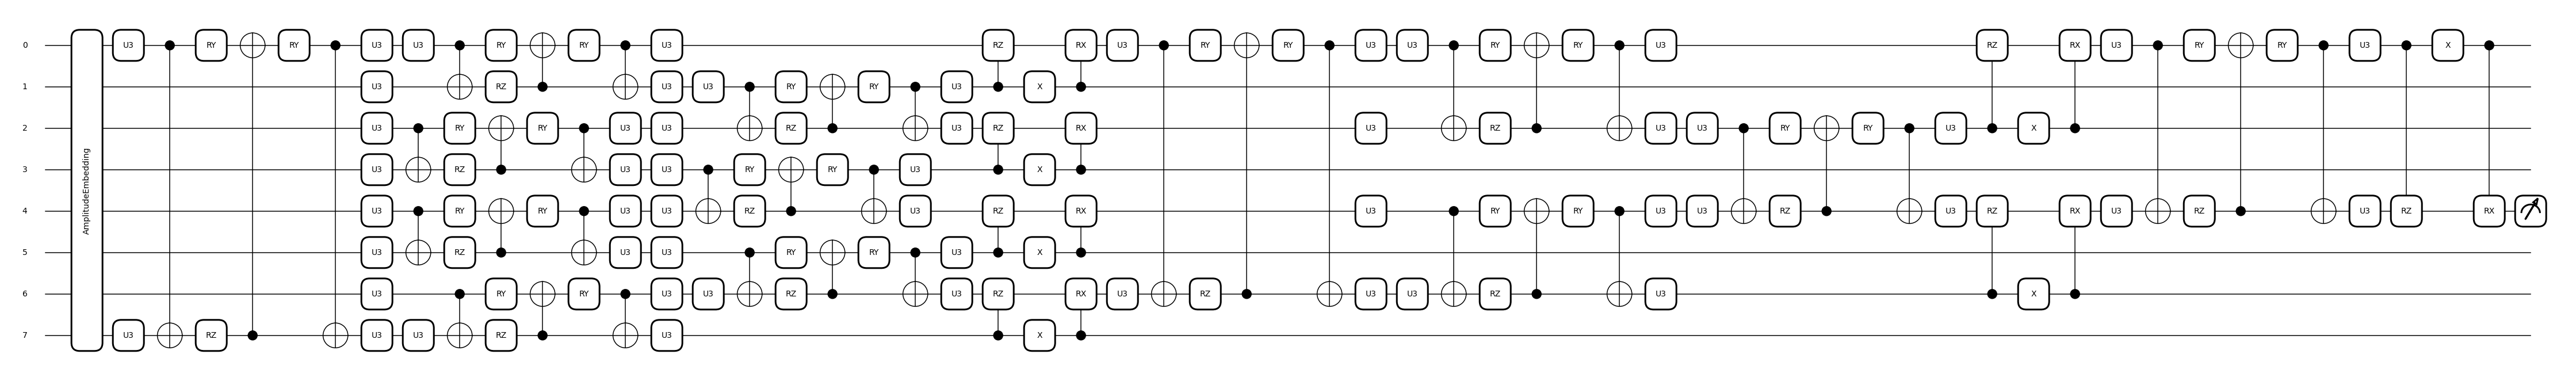 0 U3 RY RY U3 U3 RY RY U3 RZ RX U3 RY RY U3 U3 RY RY U3 RZ RX U3 RY RY U3 X
1 U3 RZ U3 U3 RY RY U3 X
2 U3 RY RY U3 U3 RZ U3 RZ RX U3 RZ U3 U3 RY RY U3 X
3 U3 RZ U3 U3 RY RY U3 X
AmplitudeEmbedding
4 U3 RY RY U3 U3 RZ U3 RZ RX U3 RY RY U3 U3 RZ U3 RZ RX U3 RZ U3 RZ RX
5 U3 RZ U3 U3 RY RY U3 X
6 U3 RY RY U3 U3 RZ U3 RZ RX U3 RZ U3 U3 RZ U3 X
7 U3 RZ U3 U3 RZ U3 X